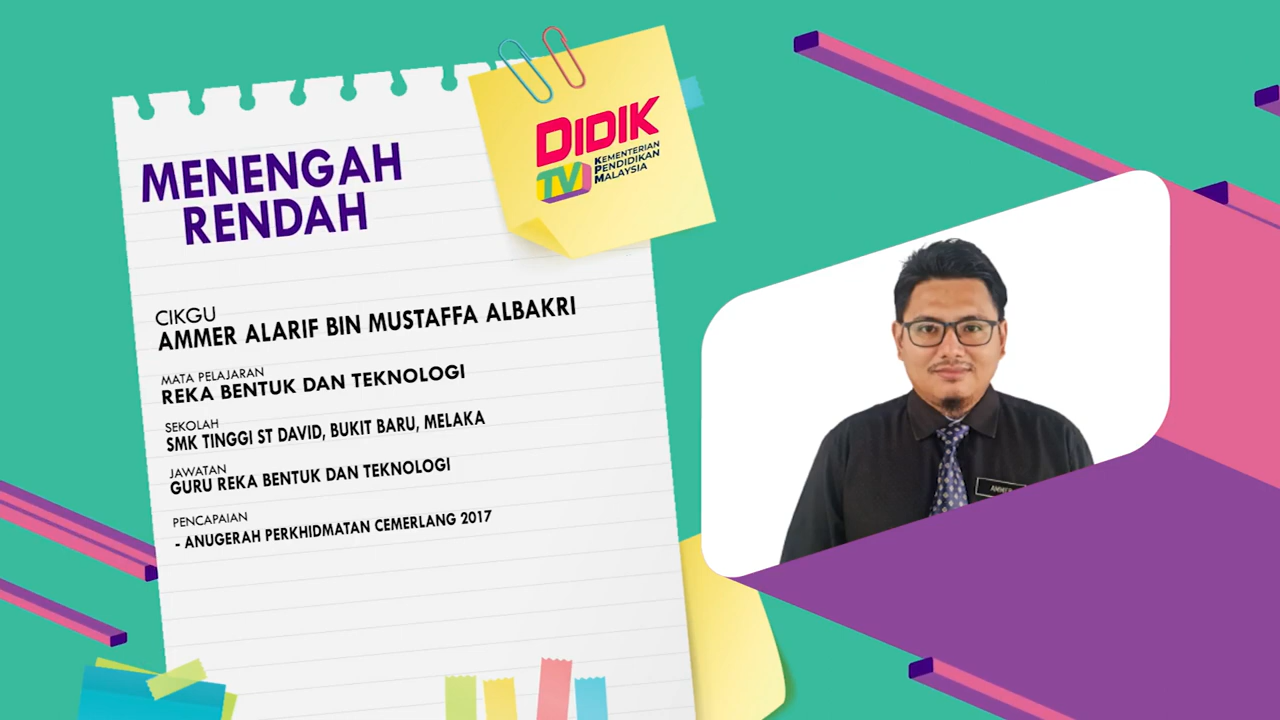 MENENGAH
RENDAH
DIDIK
TV
KEMENTERIAN
PENDIDIKAN
MALAYSIA
CIKGU
AMMER ALARIF BIN MUSTAFFA ALBAKRI
MATA PELAJARAN
REKA BENTUK DAN TEKNOLOGI
SEKOLAH
SMK TINGGI ST DAVID, BUKIT BARU, MELAKA
JAWATAN
GURU REKA BENTUK DAN TEKNOLOGI
PENCAPAIAN
- ANUGERAH PERKHIDMATAN CEMERLANG 2017